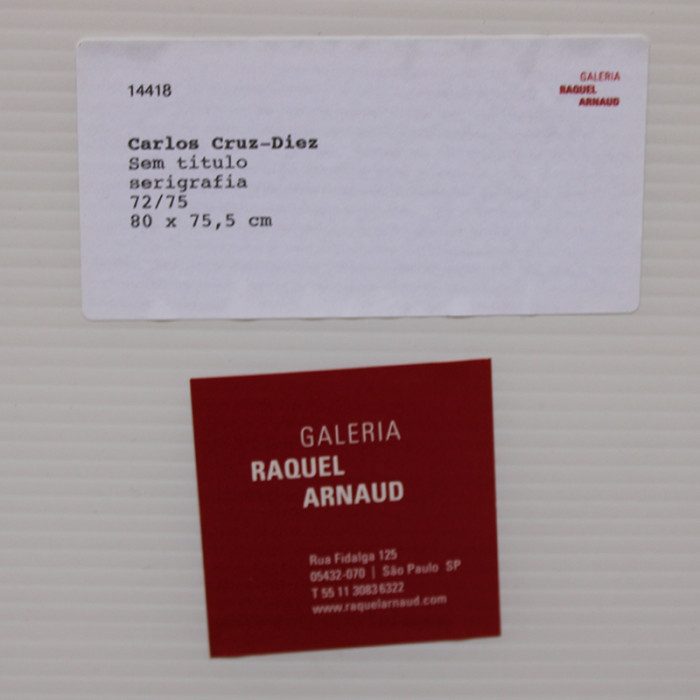 14418
GALERIA
RAQUEL
ARNAUD
Carlos Cruz-Diez
Sem titulo
serigrafia
72/75
80 x 75,5 cm
GALERIA
RAQUEL
ARNAUD
Rua Fidalga 125
05432-070 | São Paulo SP
T 55 11 3083 6322
www.raquelarnaud.com